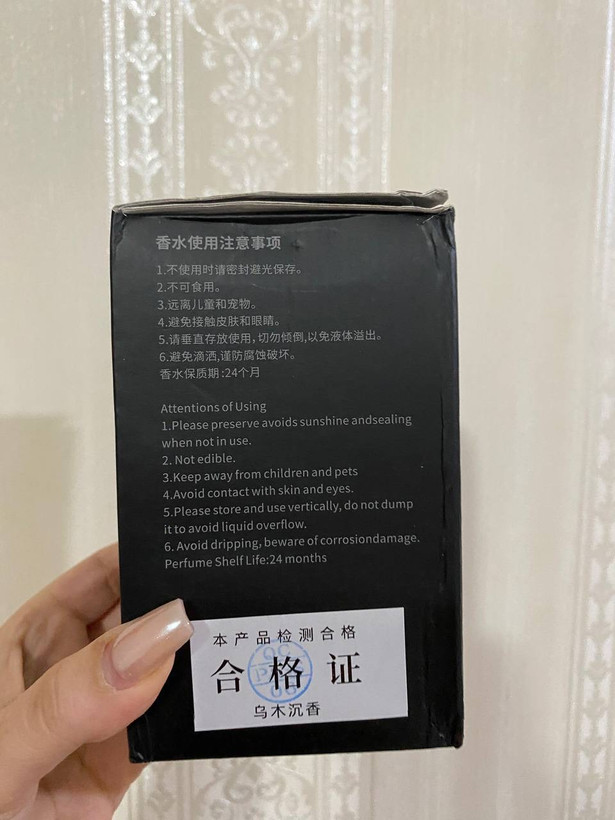 香水使用注意事项
1.不使用时请密封避光保存。
2.不可食用。
3.远离儿童和宠物。
4.避免接触皮肤和眼睛。
5.请垂直存放使用,切勿倾倒,以免液体溢出。
6.避免滴洒,谨防腐蚀破坏。
香水保质期:24个月
Attentions of Using
1.Please preserve avoids sunshine andsealing
when not in use.
2. Not edible.
3.Keep away from children and pets
4.Avoid contact with skin and eyes.
5.Please store and use vertically, do not dump
it to avoid liquid overflow.
6. Avoid dripping, beware of corrosiondamage.
Perfume Shelf Life:24 months
本产品检测合格
合格证
乌木沉香